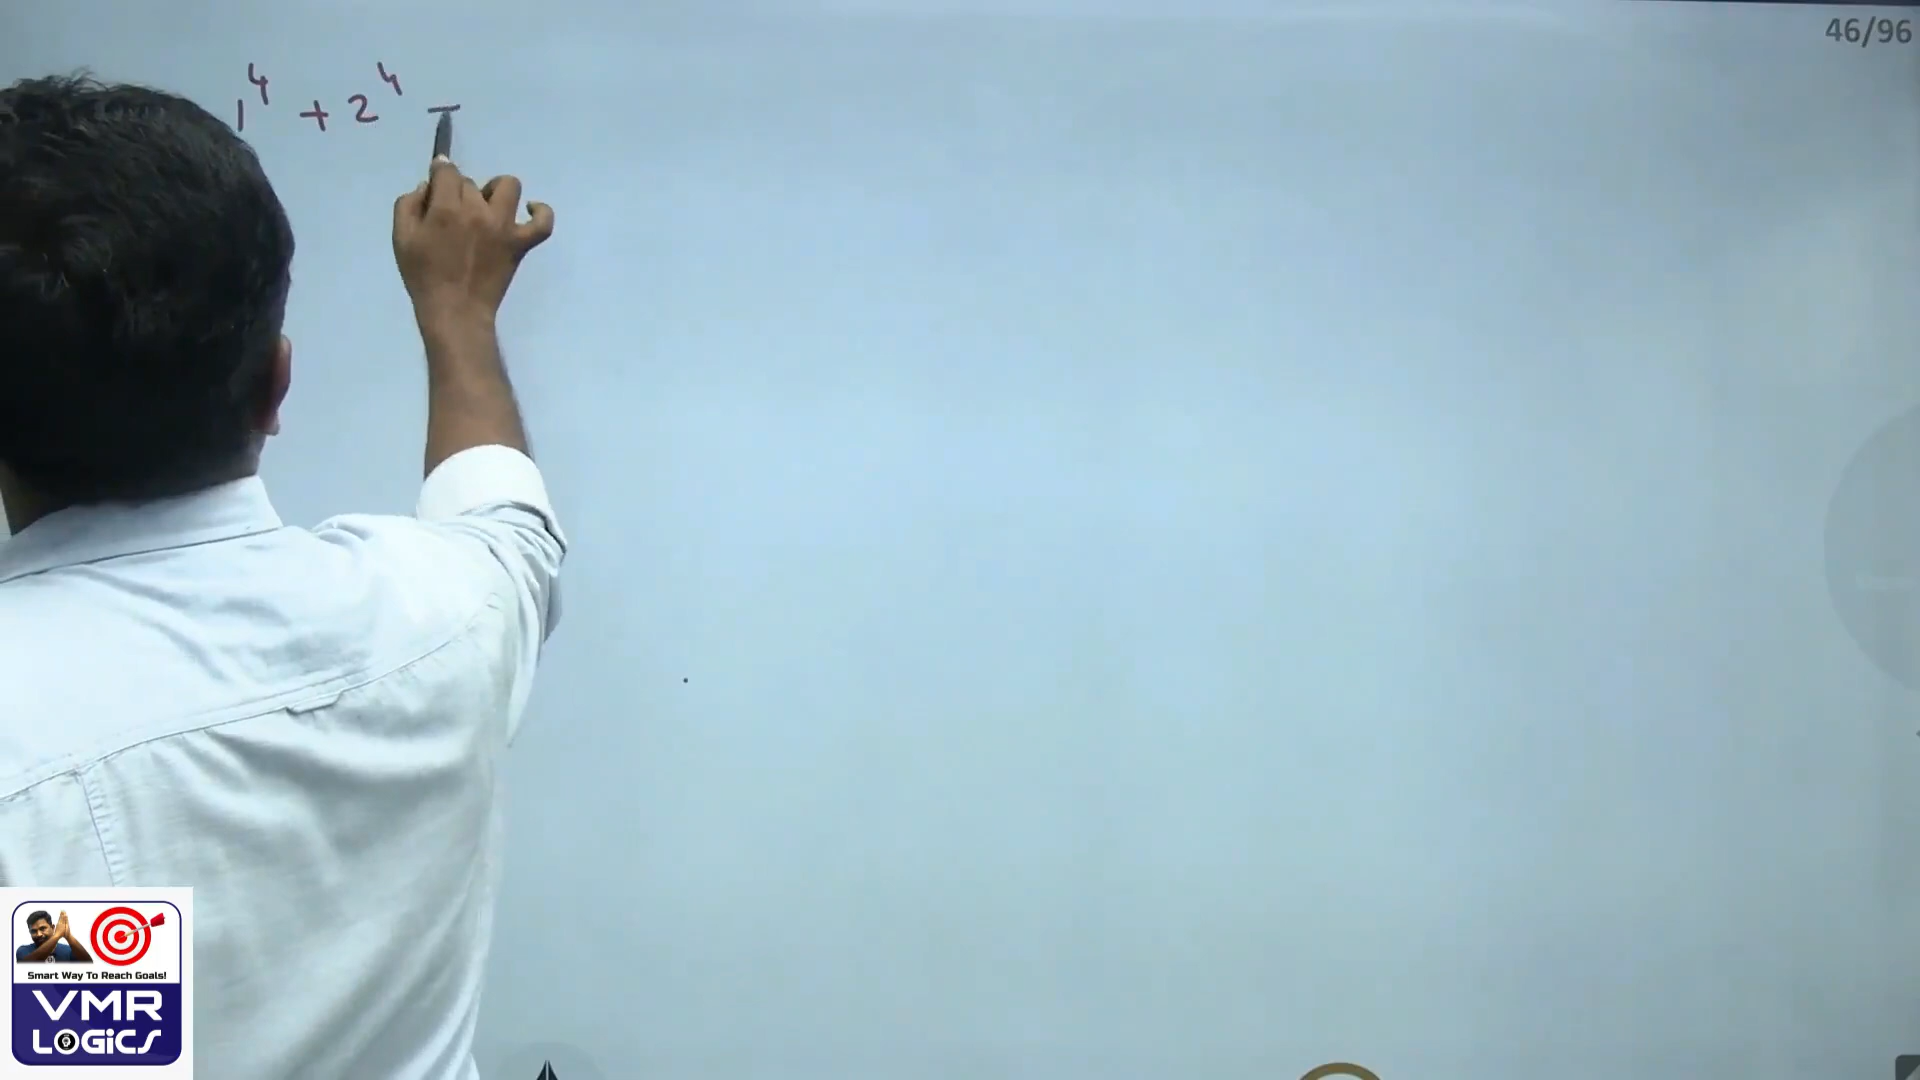 46/96
1⁴ + 2⁴ –
Smart Way To Reach Goals!
VMR
LOGiCS